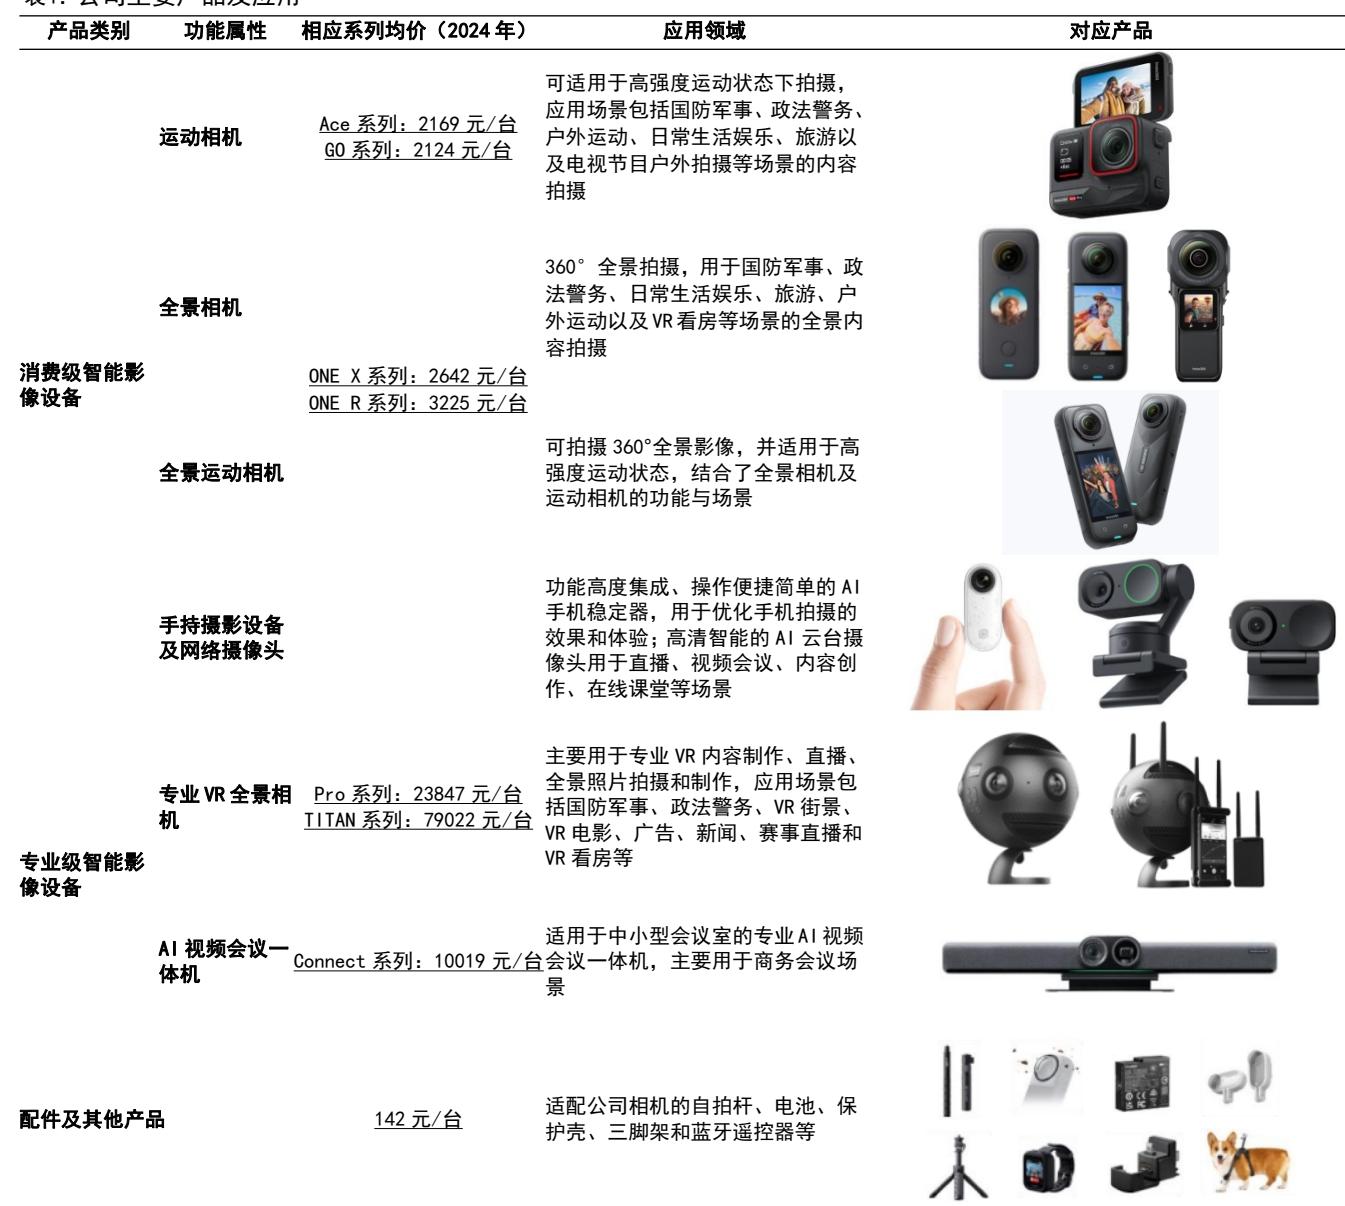 表1：公司主要产品及应用
产品类别 功能属性 相应系列均价（2024年） 应用领域 对应产品
可适用于高强度运动状态下拍摄，
应用场景包括国防军事、政法警务、
户外运动、日常生活娱乐、旅游以
及电视节目户外拍摄等场景的内容
拍摄
运动相机
Ace 系列：2169 元/台
GO 系列：2124 元/台
360°全景拍摄，用于国防军事、政
法警务、日常生活娱乐、旅游、户
外运动以及VR看房等场景的全景内
容拍摄
全景相机
消费级智能影
像设备
ONE X 系列：2642 元/台
ONE R 系列：3225 元/台
全景运动相机
可拍摄 360°全景影像，并适用于高
强度运动状态，结合了全景相机及
运动相机的功能与场景
手持摄影设备
及网络摄像头
功能高度集成、操作便捷简单的 AI
手机稳定器，用于优化手机拍摄的
效果和体验；高清智能的 AI 云台摄
像头用于直播、视频会议、内容创
作、在线课堂等场景
专业 VR 全景相
机
Pro 系列：23847 元/台
TITAN 系列：79022 元/台
主要用于专业 VR 内容制作、直播、
全景照片拍摄和制作，应用场景包
括国防军事、政法警务、VR 街景、
VR 电影、广告、新闻、赛事直播和
VR 看房等
专业级智能影
像设备
AI 视频会议一
体机
Connect 系列：10019 元/台
适用于中小型会议室的专业AI视频
会议一体机，主要用于商务会议场
景
配件及其他产品
142 元/台
适配公司相机的自拍杆、电池、保
护壳、三脚架和蓝牙遥控器等